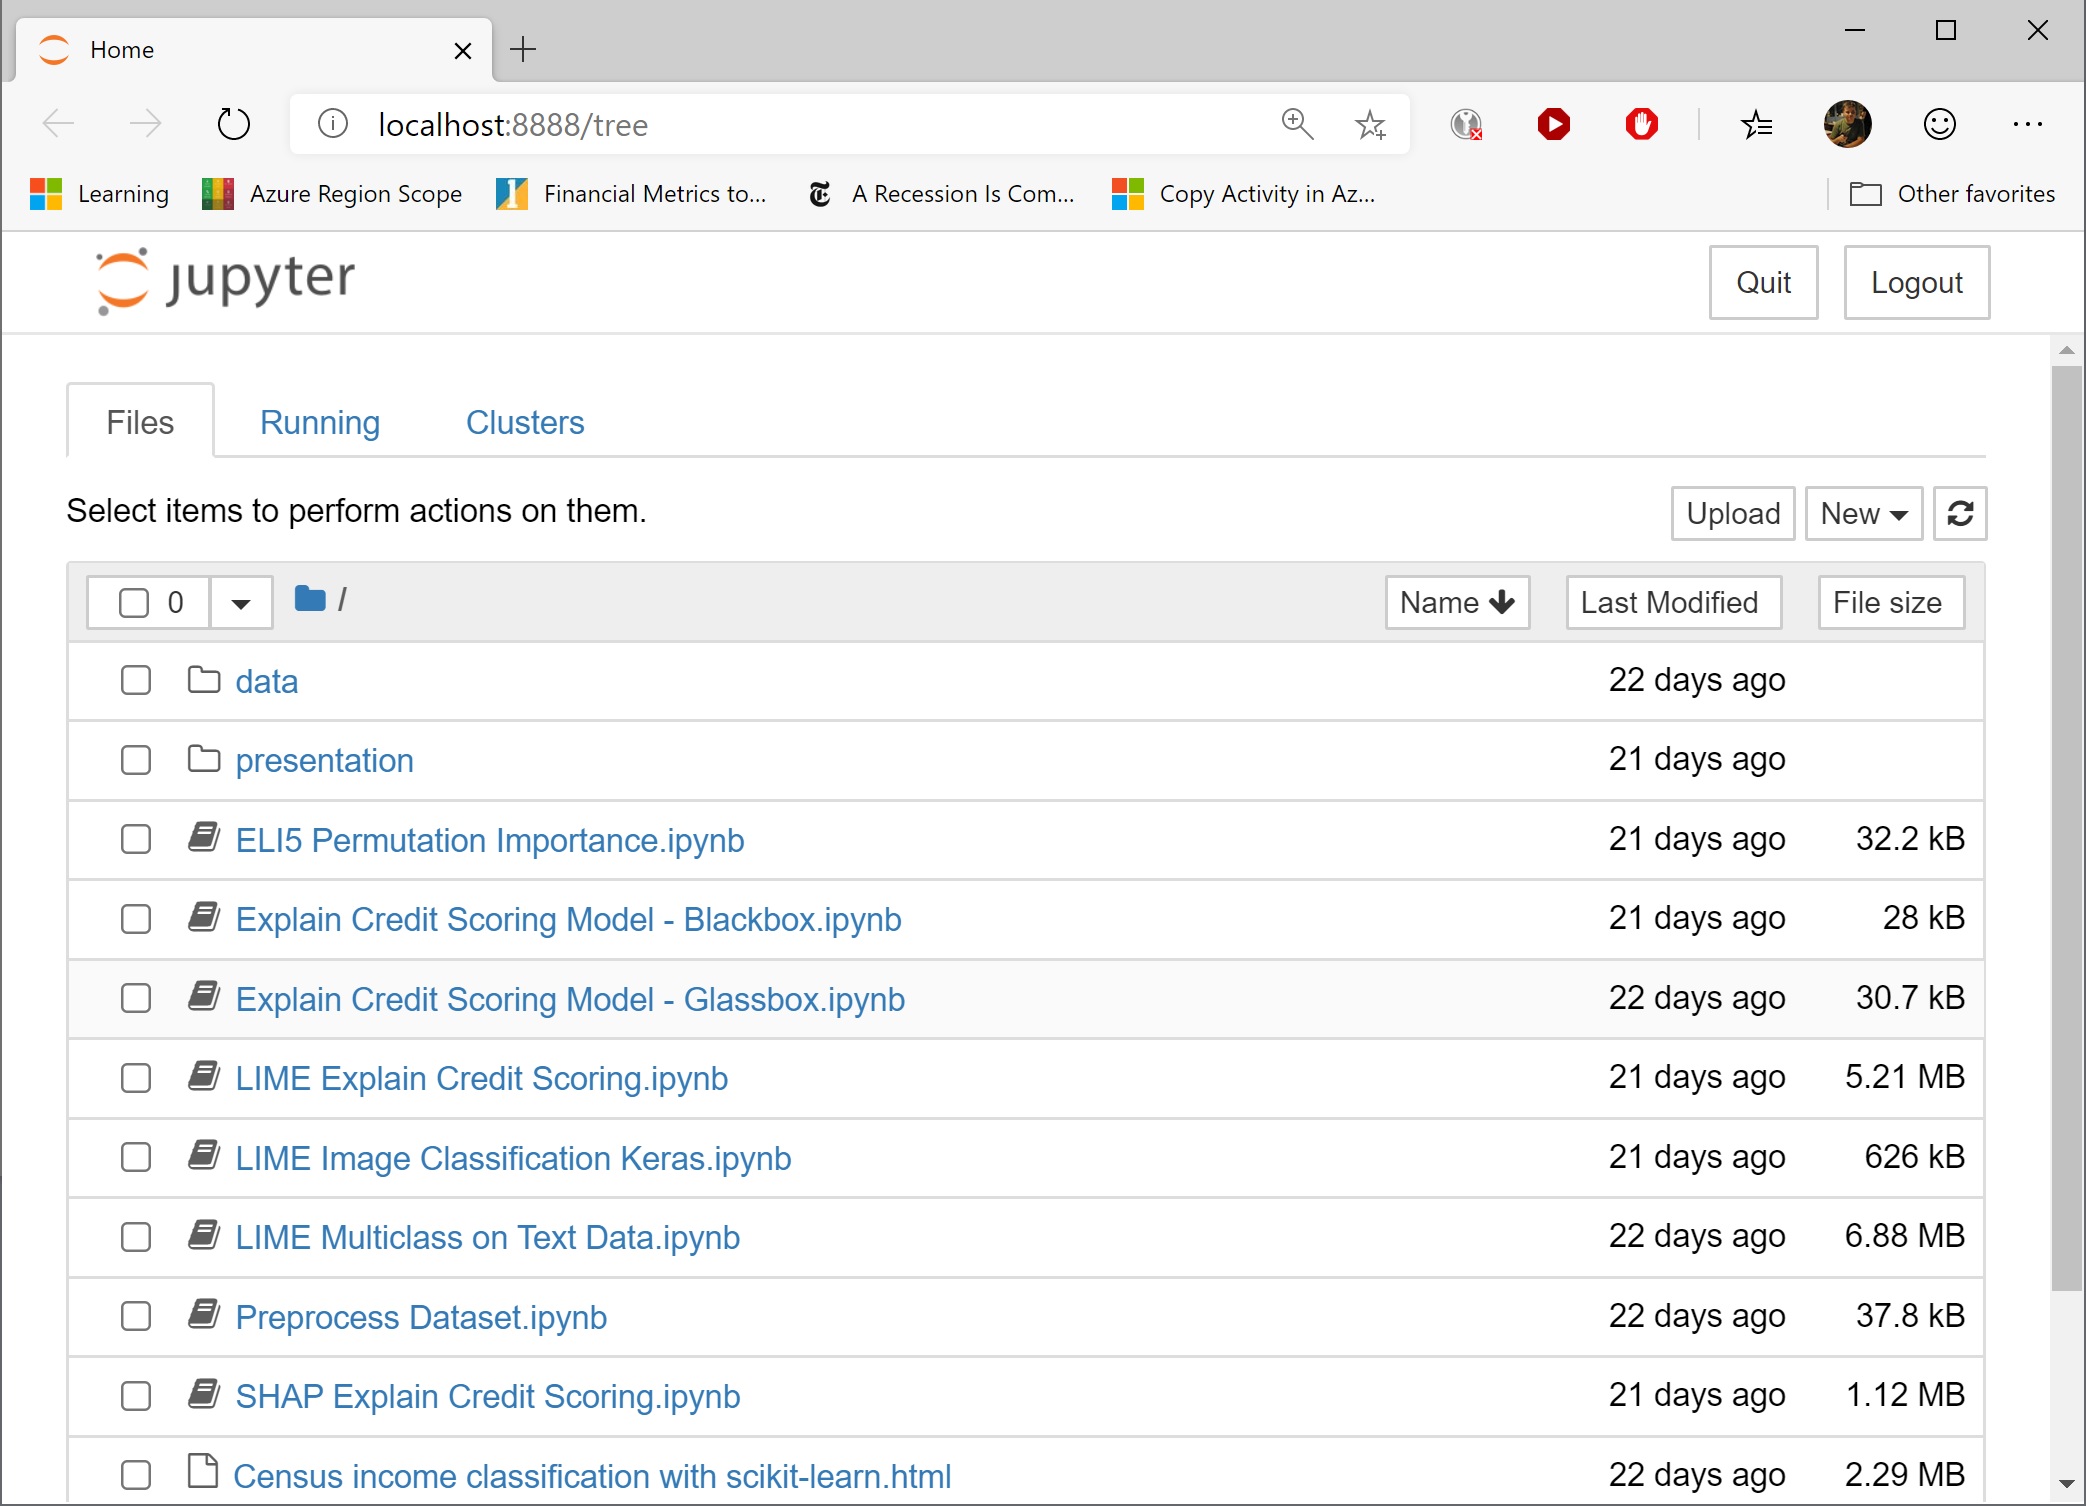 Home
localhost:8888/tree
Learning Azure Region Scope Financial Metrics to... A Recession Is Com... Copy Activity in Az... Other favorites
jupyter Quit Logout
Files Running Clusters
Select items to perform actions on them. Upload New
0 / Name Last Modified File size
data 22 days ago
presentation 21 days ago
ELI5 Permutation Importance.ipynb 21 days ago 32.2 kB
Explain Credit Scoring Model - Blackbox.ipynb 21 days ago 28 kB
Explain Credit Scoring Model - Glassbox.ipynb 22 days ago 30.7 kB
LIME Explain Credit Scoring.ipynb 21 days ago 5.21 MB
LIME Image Classification Keras.ipynb 21 days ago 626 kB
LIME Multiclass on Text Data.ipynb 22 days ago 6.88 MB
Preprocess Dataset.ipynb 22 days ago 37.8 kB
SHAP Explain Credit Scoring.ipynb 21 days ago 1.12 MB
Census income classification with scikit-learn.html 22 days ago 2.29 MB